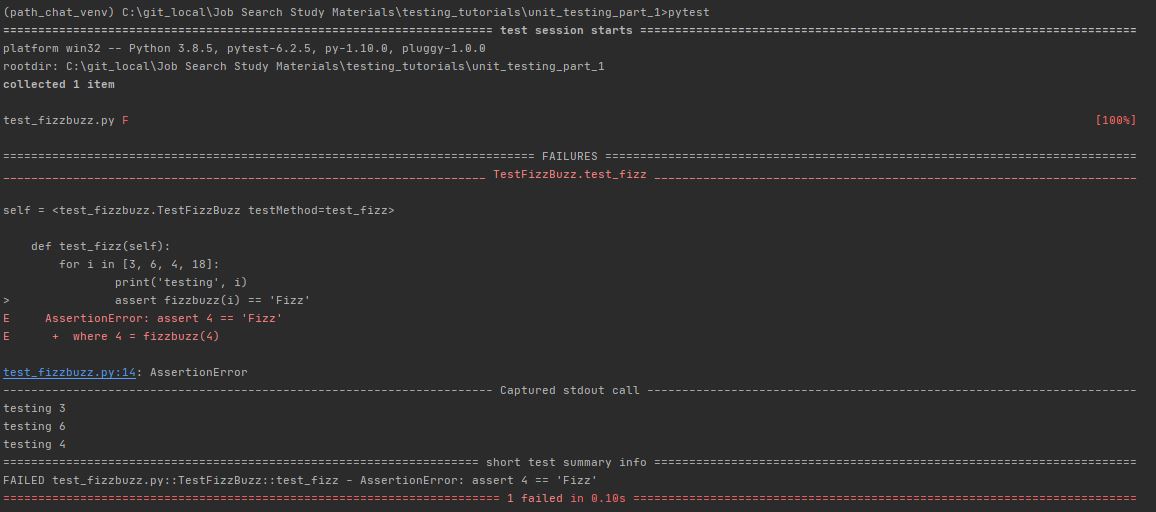 (path_chat_venv) C:\git_local\Job Search Study Materials\testing_tutorials\unit_testing_part_1>pytest
====================================================================== test session starts =======================================================================
platform win32 -- Python 3.8.5, pytest-6.2.5, py-1.10.0, pluggy-1.0.0
rootdir: C:\git_local\Job Search Study Materials\testing_tutorials\unit_testing_part_1
collected 1 item

test_fizzbuzz.py F                                                                                                                                          [100%]

============================================================================ FAILURES ============================================================================
_____________________________________________________________________ TestFizzBuzz.test_fizz _____________________________________________________________________

self = <test_fizzbuzz.TestFizzBuzz testMethod=test_fizz>

    def test_fizz(self):
        for i in [3, 6, 4, 18]:
                print('testing', i)
>               assert fizzbuzz(i) == 'Fizz'
E     AssertionError: assert 4 == 'Fizz'
E      +  where 4 = fizzbuzz(4)

test_fizzbuzz.py:14: AssertionError
---------------------------------------------------------------------- Captured stdout call ----------------------------------------------------------------------
testing 3
testing 6
testing 4
==================================================================== short test summary info =====================================================================
FAILED test_fizzbuzz.py::TestFizzBuzz::test_fizz - AssertionError: assert 4 == 'Fizz'
======================================================================= 1 failed in 0.10s ========================================================================